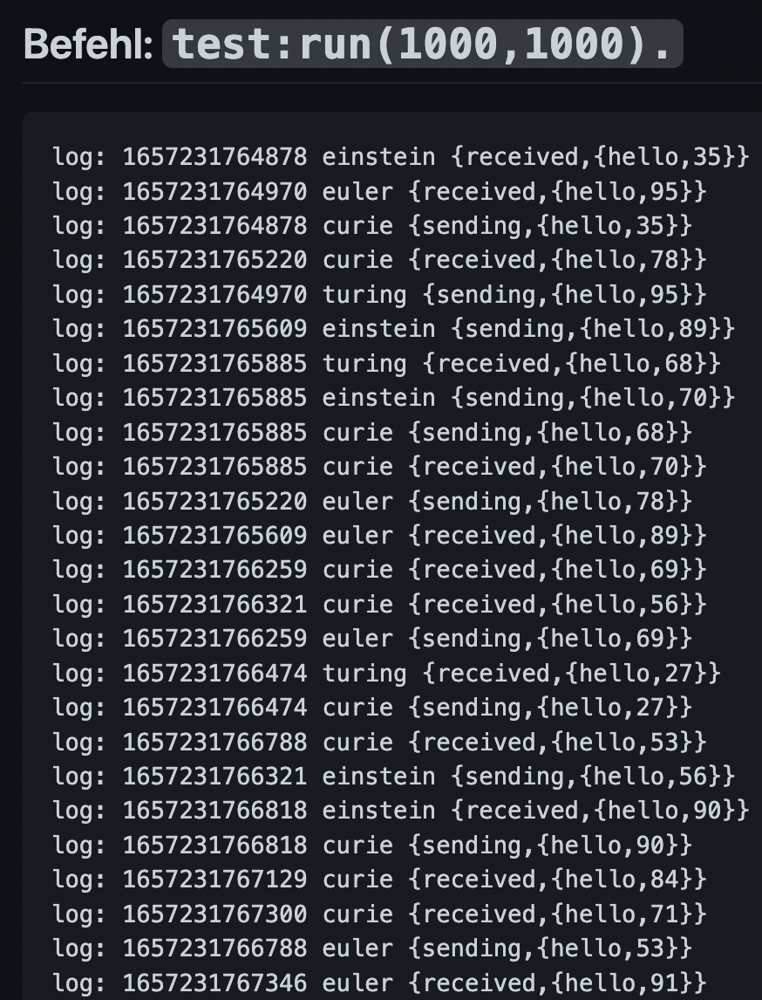 Befehl: test:run(1000,1000).
log: 1657231764878 einstein {received,{hello,35}}
log: 1657231764970 euler {received,{hello,95}}
log: 1657231764878 curie {sending,{hello,35}}
log: 1657231765220 curie {received,{hello,78}}
log: 1657231764970 turing {sending,{hello,95}}
log: 1657231765609 einstein {sending,{hello,89}}
log: 1657231765885 turing {received,{hello,68}}
log: 1657231765885 einstein {sending,{hello,70}}
log: 1657231765885 curie {sending,{hello,68}}
log: 1657231765885 curie {received,{hello,70}}
log: 1657231765220 euler {sending,{hello,78}}
log: 1657231765609 euler {received,{hello,89}}
log: 1657231766259 curie {received,{hello,69}}
log: 1657231766321 curie {received,{hello,56}}
log: 1657231766259 euler {sending,{hello,69}}
log: 1657231766474 turing {received,{hello,27}}
log: 1657231766474 curie {sending,{hello,27}}
log: 1657231766788 curie {received,{hello,53}}
log: 1657231766321 einstein {sending,{hello,56}}
log: 1657231766818 einstein {received,{hello,90}}
log: 1657231766818 curie {sending,{hello,90}}
log: 1657231767129 curie {received,{hello,84}}
log: 1657231767300 curie {received,{hello,71}}
log: 1657231766788 euler {sending,{hello,53}}
log: 1657231767346 euler {received,{hello,91}}